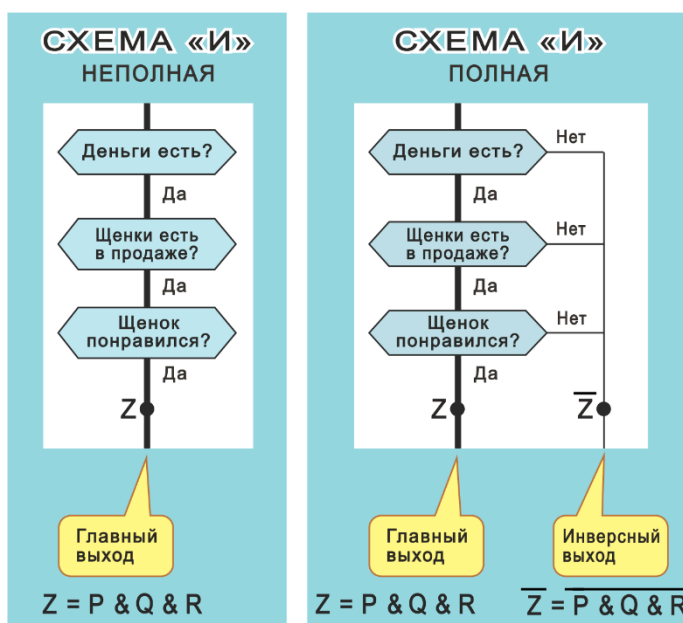 СХЕМА «И»
НЕПОЛНАЯ
Деньги есть?
Да
Щенки есть
в продаже?
Да
Щенок
понравился?
Да
Z
Главный
выход
Z = P & Q & R
СХЕМА «И»
ПОЛНАЯ
Деньги есть?
Нет
Да
Щенки есть
в продаже?
Нет
Да
Щенок
понравился?
Нет
Да
Z
Z̅
Главный
выход
Инверсный
выход
Z = P & Q & R
Z̅ = P̅ ̅&̅ ̅Q̅ ̅&̅ ̅R̅